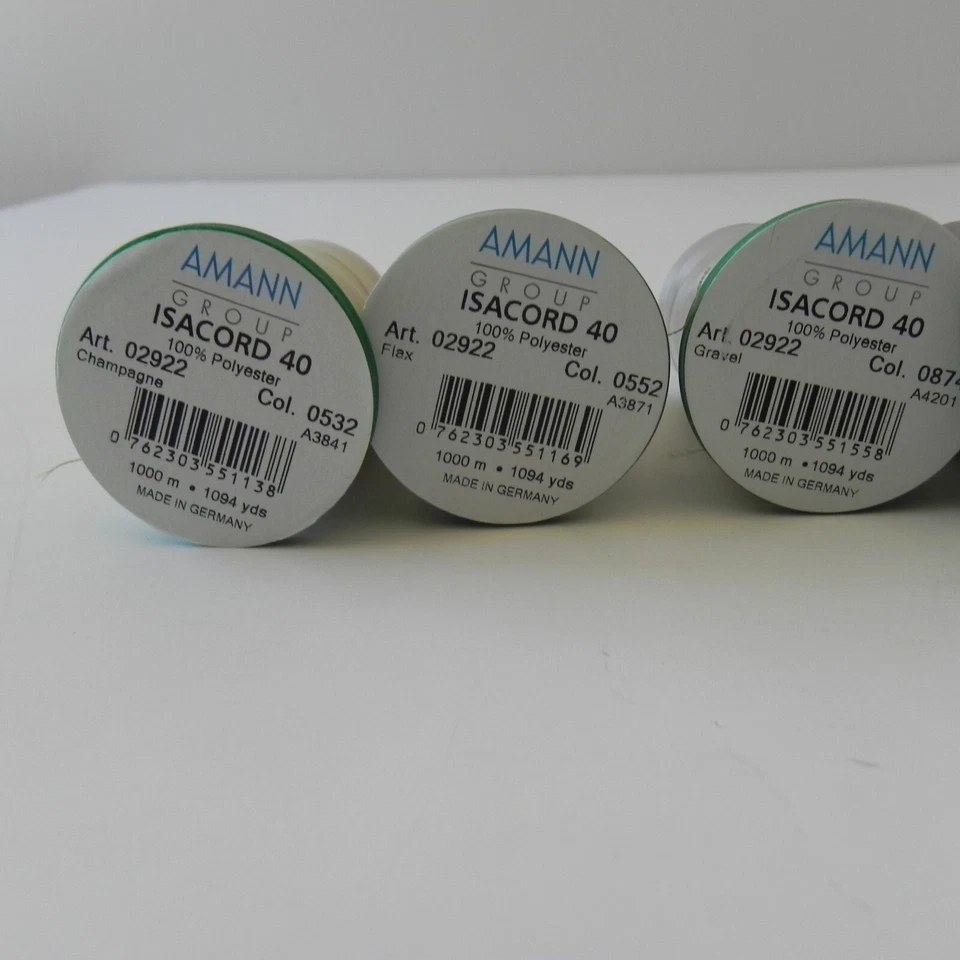 AMANN
GROUP
ISACORD 40
100% Polyester
Art. 02922
Champagne
Col. 0532
A3841
0 762303 551138
1000 m • 1094 yds
MADE IN GERMANY
AMANN
GROUP
ISACORD 40
100% Polyester
Art. 02922
Flax
Col. 0552
A3871
0 762303 551169
1000 m • 1094 yds
MADE IN GERMANY
AMANN
GROUP
ISACORD 40
100% Polyester
Art. 02922
Gravel
Col. 0874
A4201
0 762303 551558
1000 m • 1094 yds
MADE IN GERMANY